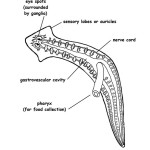 eye spots
(surrounded
by ganglia)
sensory lobes or auricles
nerve cord
gastrovascular cavity
pharynx
(for food collection)